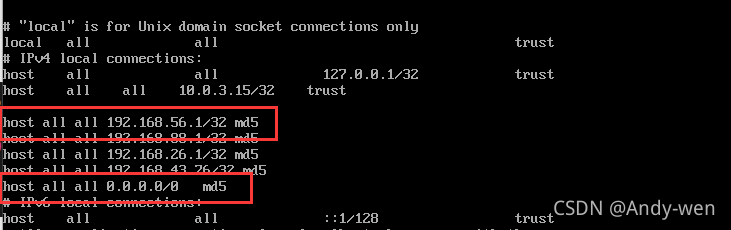 # "local" is for Unix domain socket connections only
local all all trust
# IPv4 local connections:
host all all 127.0.0.1/32 trust
host all all 10.0.3.15/32 trust
host all all 192.168.56.1/32 md5
host all all 192.168.88.1/32 md5
host all all 192.168.26.1/32 md5
host all all 192.168.43.26/32 md5
host all all 0.0.0.0/0 md5
# IPv6 local connections:
host all all ::1/128 trust
CSDN @Andy-wen